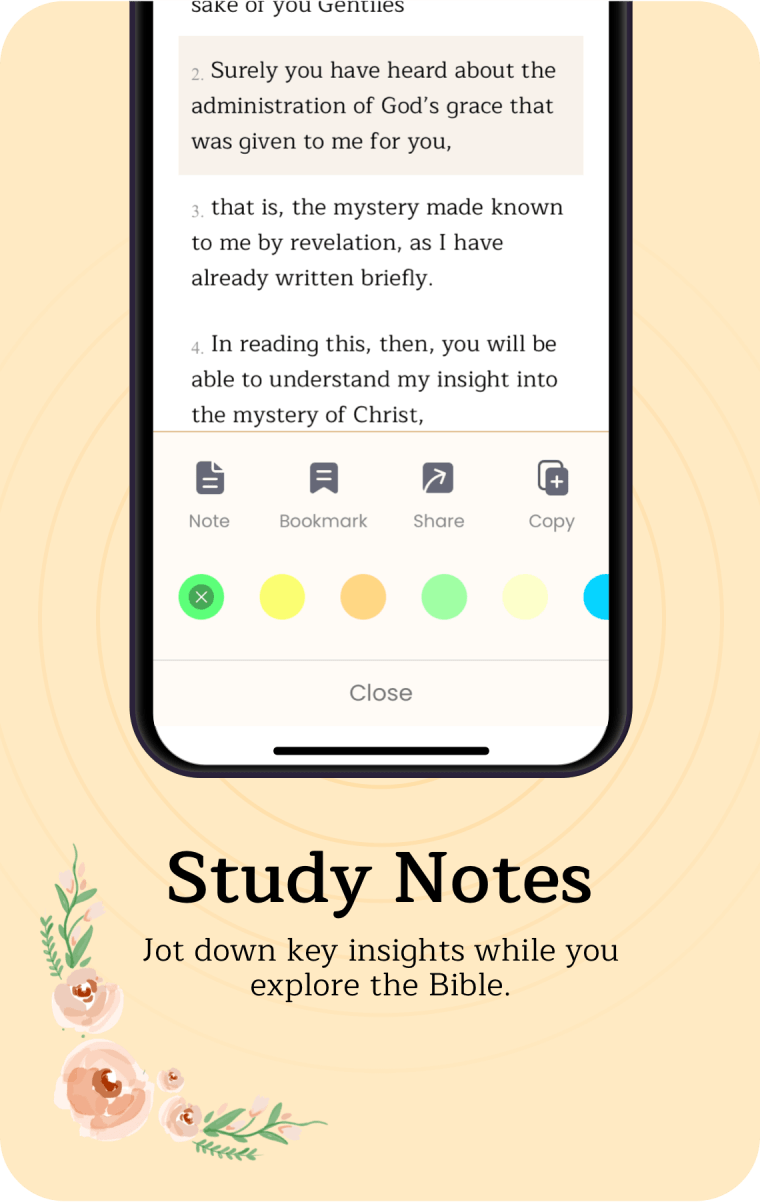 sake of you Gentiles
2. Surely you have heard about the
administration of God’s grace that
was given to me for you,
3. that is, the mystery made known
to me by revelation, as I have
already written briefly.
4. In reading this, then, you will be
able to understand my insight into
the mystery of Christ,
Note Bookmark Share Copy
Close
Study Notes
Jot down key insights while you
explore the Bible.